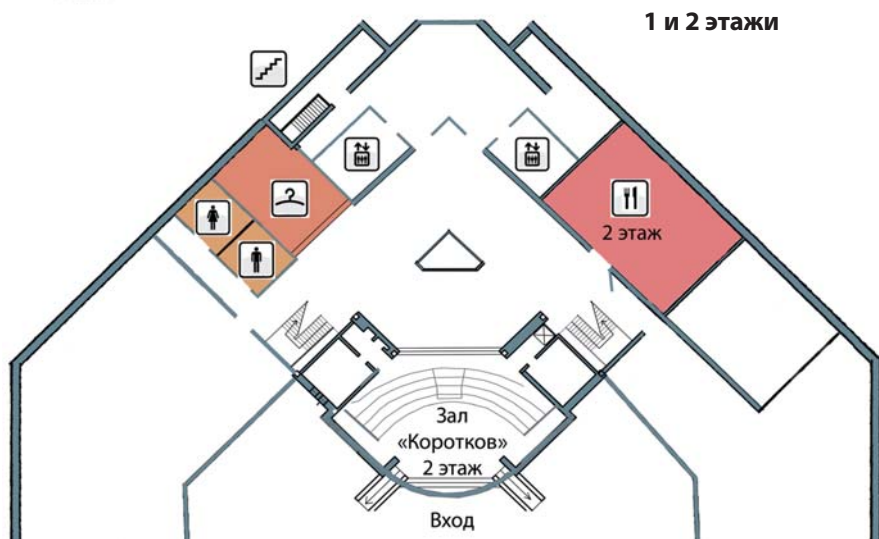 1 и 2 этажи
2 этаж
Зал
«Коротков»
2 этаж
Вход